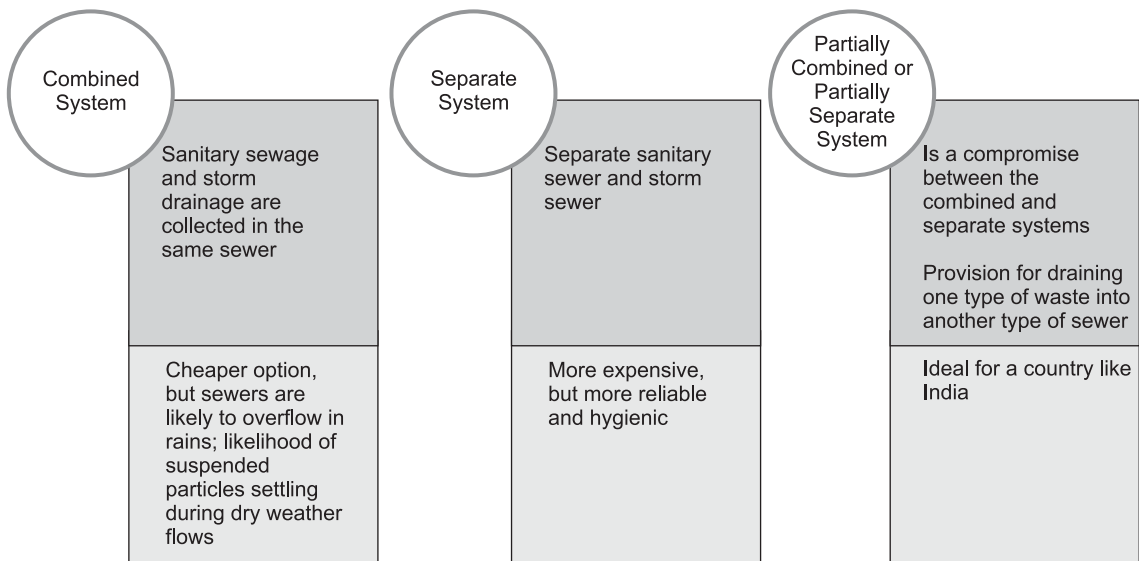 Combined
System
Sanitary sewage
and storm
drainage are
collected in the
same sewer
Cheaper option,
but sewers are
likely to overflow in
rains; likelihood of
suspended
particles settling
during dry weather
flows
Separate
System
Separate sanitary
sewer and storm
sewer
More expensive,
but more reliable
and hygienic
Partially
Combined or
Partially
Separate
System
Is a compromise
between the
combined and
separate systems
Provision for draining
one type of waste into
another type of sewer
Ideal for a country like
India